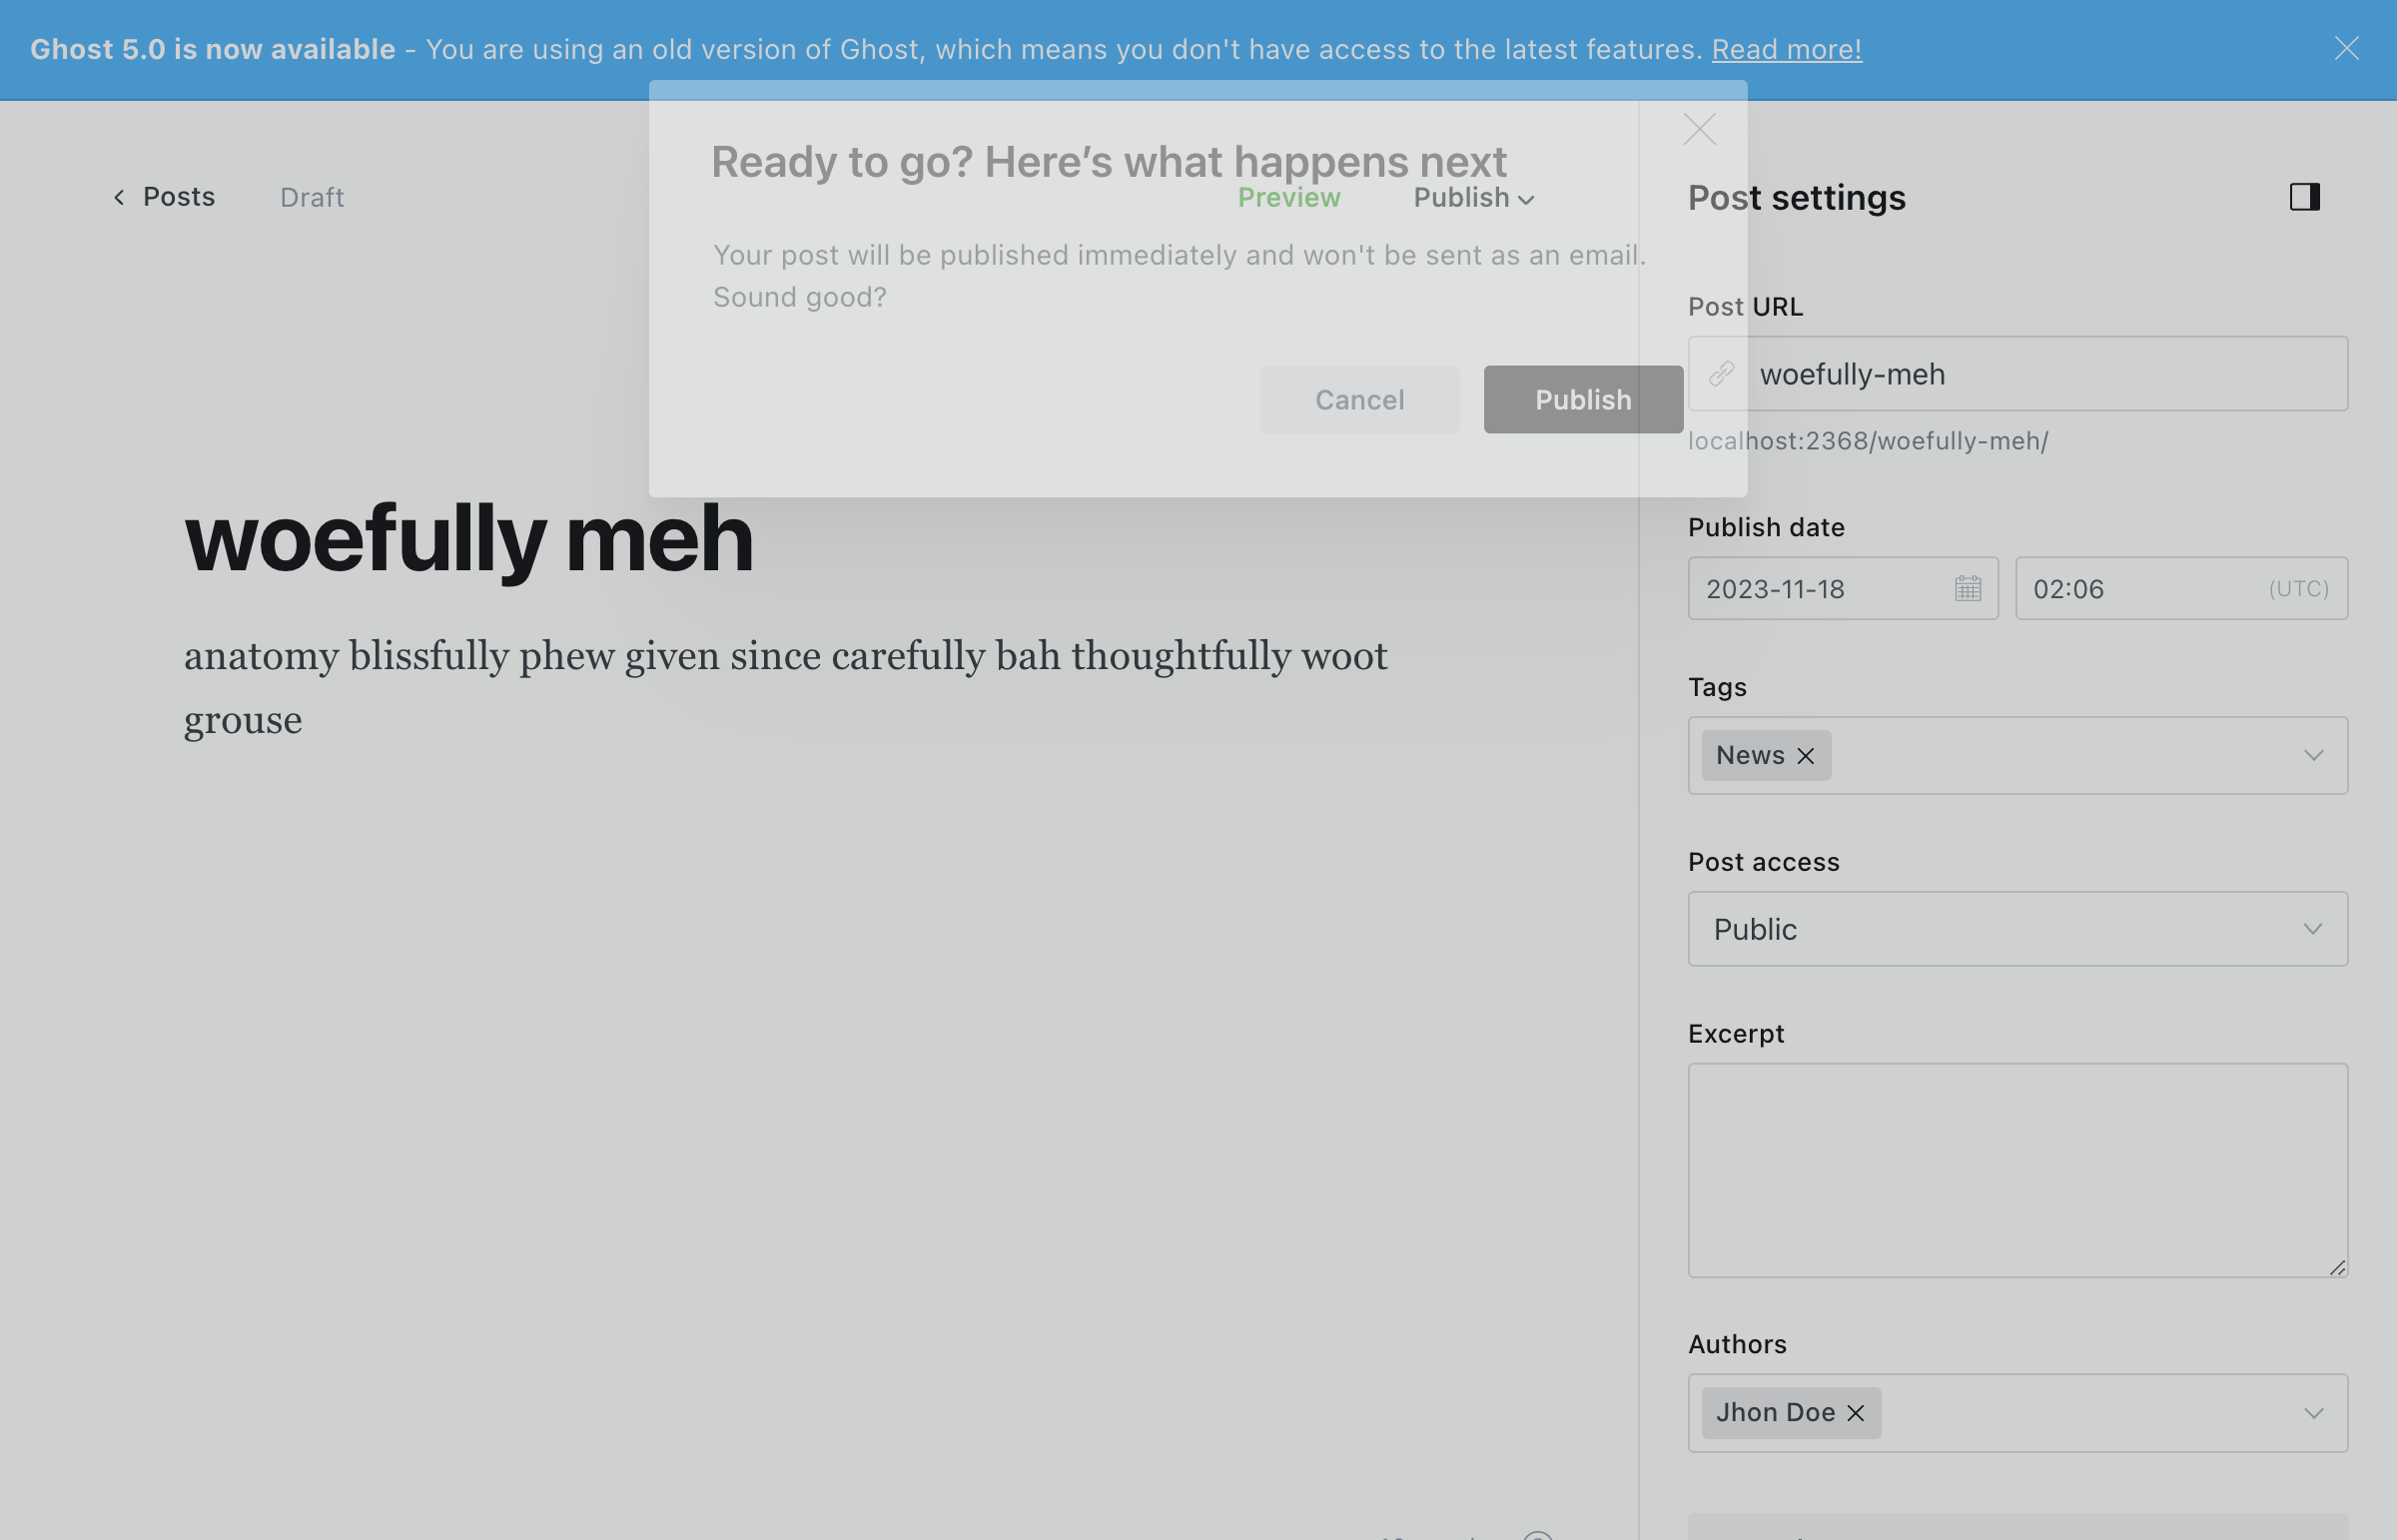 Ghost 5.0 is now available - You are using an old version of Ghost, which means you don't have access to the latest features. Read more!
Ready to go? Here’s what happens next
Posts
Draft
Preview
Publish
Post settings
Your post will be published immediately and won't be sent as an email.
Sound good?
Cancel
Publish
Post URL
woefully-meh
localhost:2368/woefully-meh/
woefully meh
anatomy blissfully phew given since carefully bah thoughtfully woot
grouse
Publish date
2023-11-18
02:06
(UTC)
Tags
News
Post access
Public
Excerpt
Authors
Jhon Doe